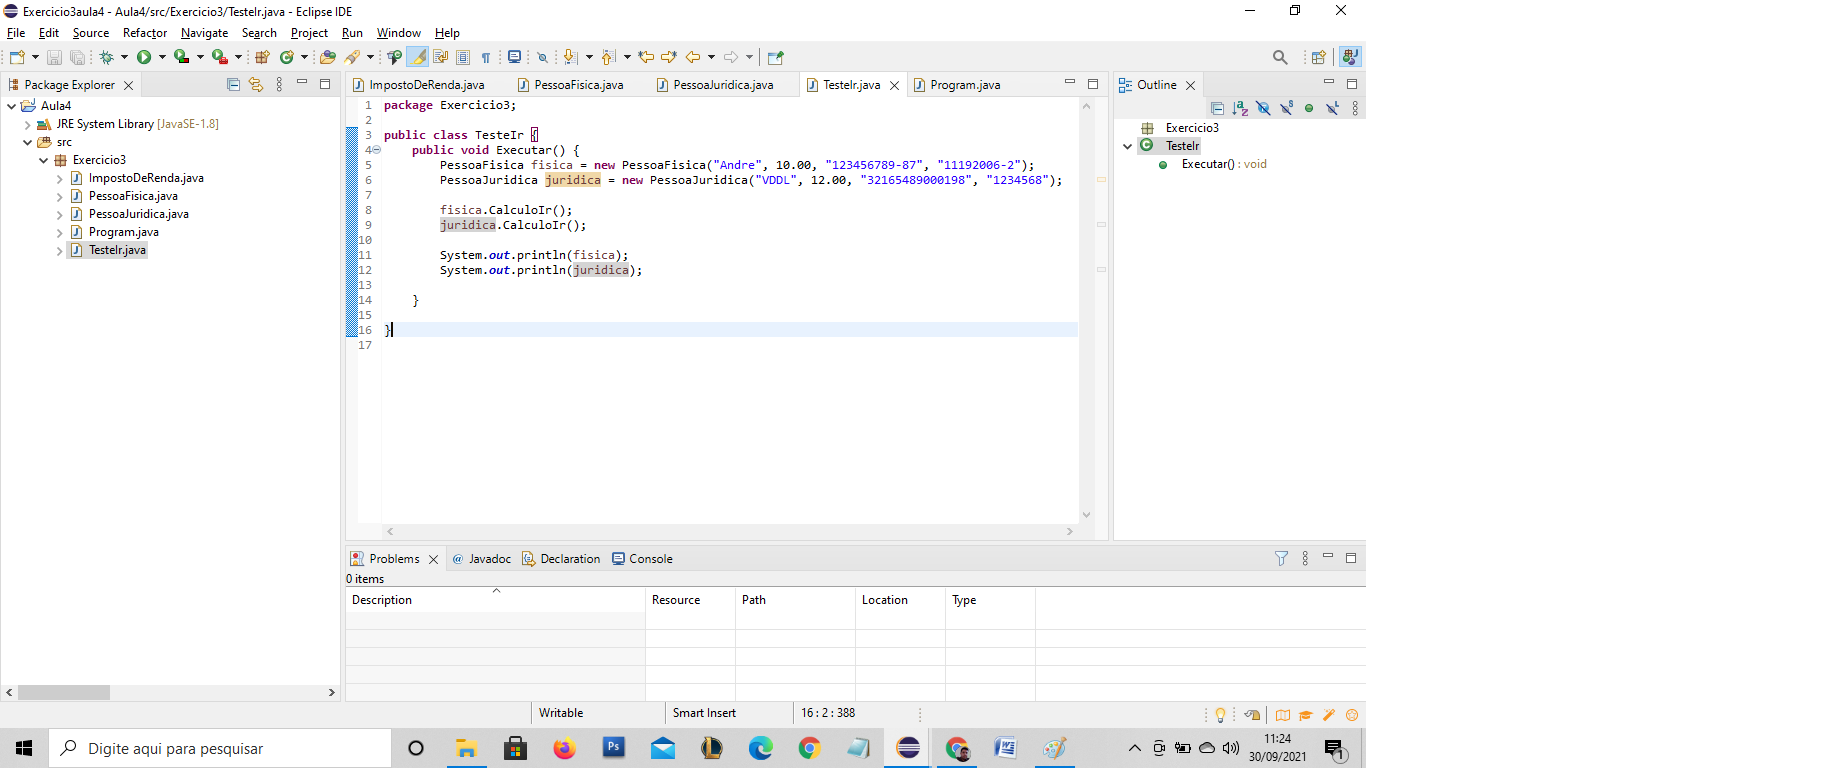 Exercicio3aula4 - Aula4/src/Exercicio3/TesteIr.java - Eclipse IDE
File Edit Source Refactor Navigate Search Project Run Window Help
Package Explorer
Aula4
JRE System Library [JavaSE-1.8]
src
Exercicio3
ImpostoDeRenda.java
PessoaFisica.java
PessoaJuridica.java
Program.java
TesteIr.java
ImpostoDeRenda.java PessoaFisica.java PessoaJuridica.java TesteIr.java Program.java
1 package Exercicio3;
2
3 public class TesteIr {
4 public void Executar() {
5 PessoaFisica fisica = new PessoaFisica("Andre", 10.00, "123456789-87", "11192006-2");
6 PessoaJuridica juridica = new PessoaJuridica("VDDL", 12.00, "32165489000198", "1234568");
7
8 fisica.CalculoIr();
9 juridica.CalculoIr();
10
11 System.out.println(fisica);
12 System.out.println(juridica);
13
14 }
15
16 }
17
Outline
Exercicio3
TesteIr
Executar() : void
Problems @ Javadoc Declaration Console
0 items
Description Resource Path Location Type
Writable Smart Insert 16 : 2 : 388
Digite aqui para pesquisar
11:24
30/09/2021
1